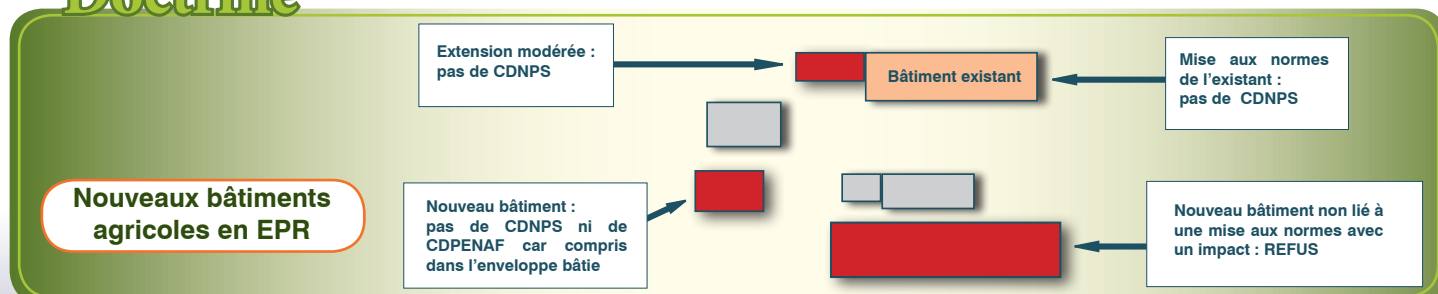 Doctrine
Extension modérée :
pas de CDNPS
Bâtiment existant
Mise aux normes
de l'existant :
pas de CDNPS
Nouveaux bâtiments
agricoles en EPR
Nouveau bâtiment :
pas de CDNPS ni de
CDPENAF car compris
dans l'enveloppe bâtie
Nouveau bâtiment non lié à
une mise aux normes avec
un impact : REFUS